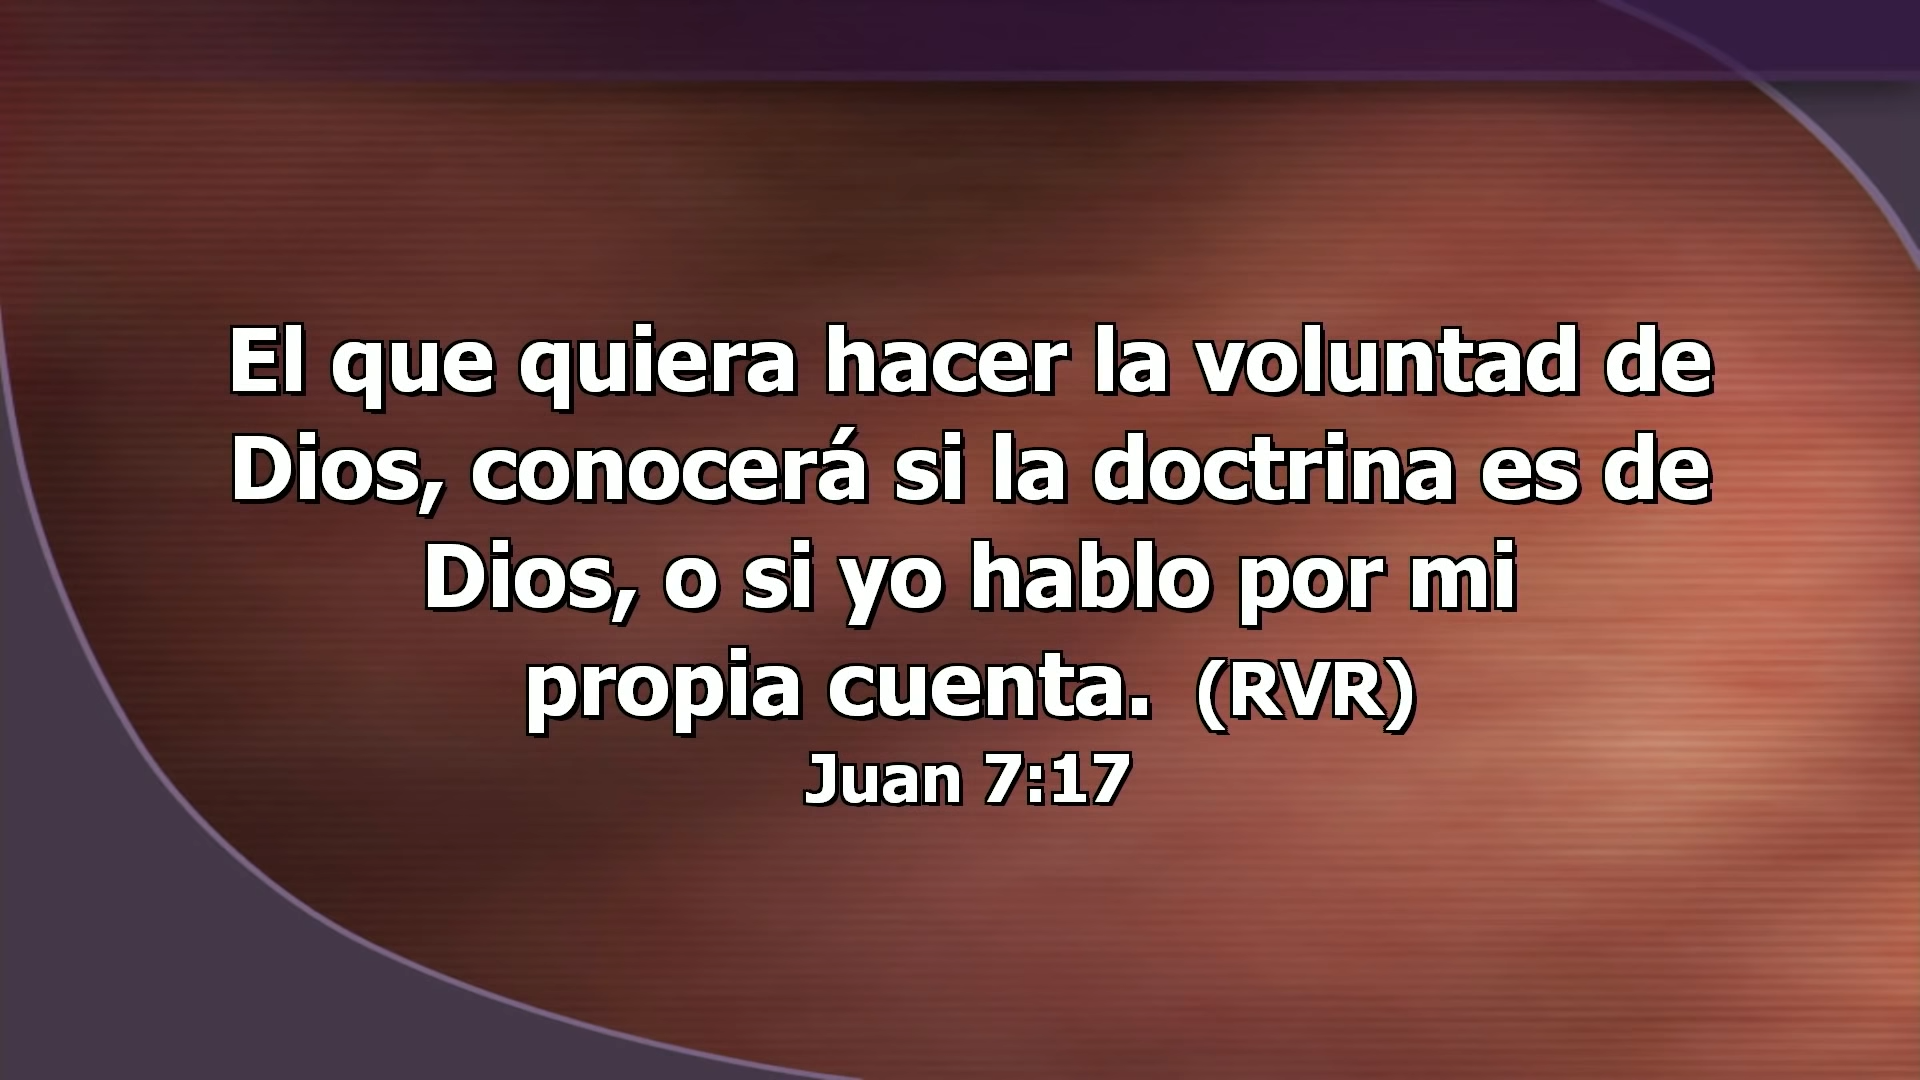 El que quiera hacer la voluntad de
Dios, conocerá si la doctrina es de
Dios, o si yo hablo por mi
propia cuenta. (RVR)
Juan 7:17